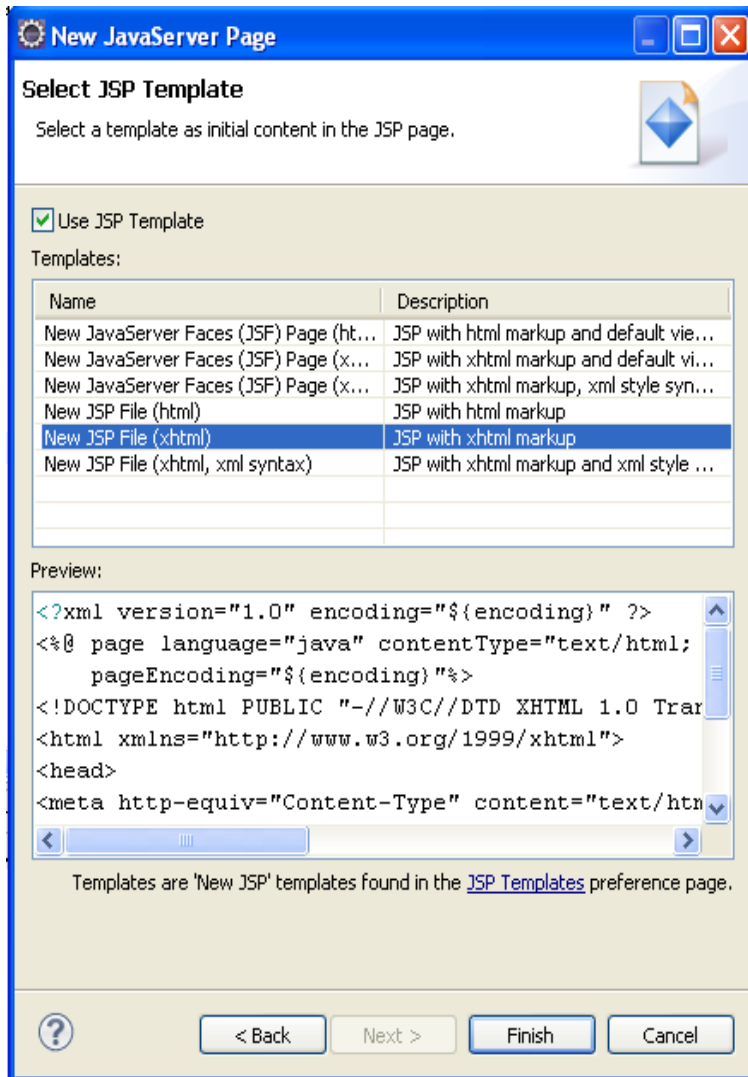 New JavaServer Page
Select JSP Template
Select a template as initial content in the JSP page.
Use JSP Template
Templates:
Name Description
New JavaServer Faces (JSF) Page (ht... JSP with html markup and default vie...
New JavaServer Faces (JSF) Page (x... JSP with xhtml markup and default vi...
New JavaServer Faces (JSF) Page (x... JSP with xhtml markup, xml style syn...
New JSP File (html) JSP with html markup
New JSP File (xhtml) JSP with xhtml markup
New JSP File (xhtml, xml syntax) JSP with xhtml markup and xml style ...
Preview:
<?xml version="1.0" encoding="${encoding}" ?>
<%@ page language="java" contentType="text/html;
pageEncoding="${encoding}"%>
<!DOCTYPE html PUBLIC "-//W3C//DTD XHTML 1.0 Tran
<html xmlns="http://www.w3.org/1999/xhtml">
<head>
<meta http-equiv="Content-Type" content="text/htm
Templates are 'New JSP' templates found in the JSP Templates preference page.
? < Back Next > Finish Cancel